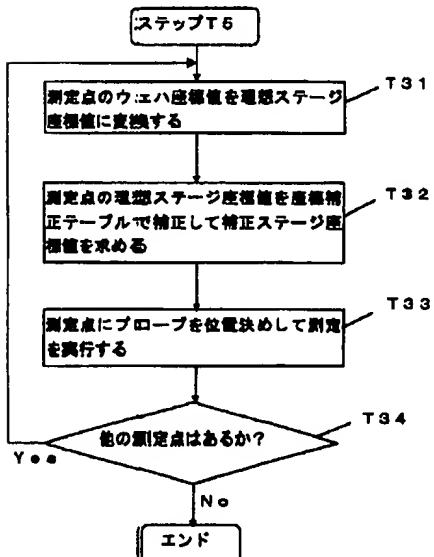 ステップT5
測定点のウェハ座標値を理想ステージ
座標値に変換する
T31
測定点の理想ステージ座標値を座標補
正テーブルで補正して補正ステージ座
標値を求める
T32
測定点にプローブを位置決めして測定
を実行する
T33
他の測定点はあるか?
T34
Yes
No
エンド